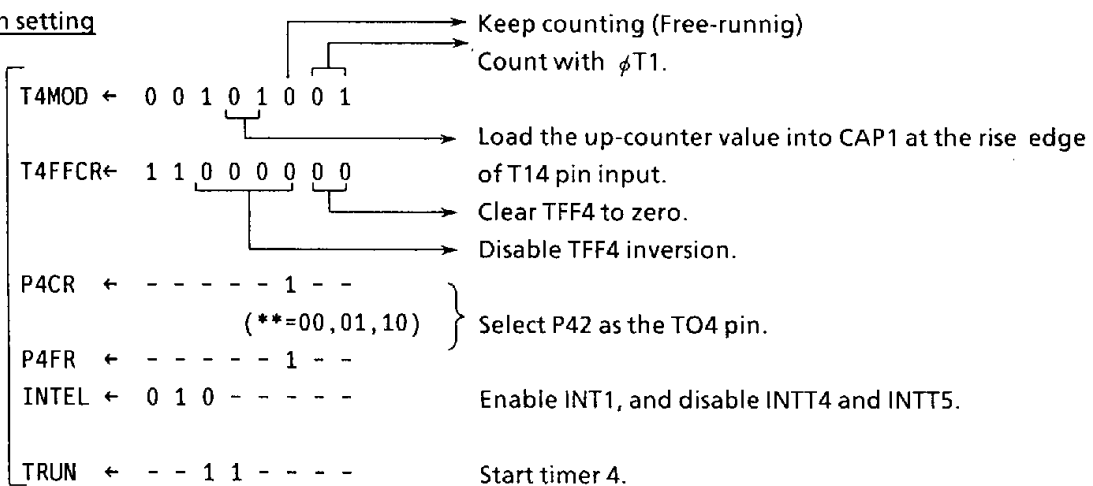 n setting
Keep counting (Free-runnig)
Count with ϕT1.
T4MOD ← 0 0 1 0 1 0 0 1
Load the up-counter value into CAP1 at the rise edge
T4FFCR← 1 1 0 0 0 0 0 0
of T14 pin input.
Clear TFF4 to zero.
Disable TFF4 inversion.
P4CR ← - - - - - 1 - -
(**=00,01,10)
Select P42 as the TO4 pin.
P4FR ← - - - - - 1 - -
INTEL ← 0 1 0 - - - - -
Enable INT1, and disable INTT4 and INTT5.
TRUN ← - - 1 1 - - - -
Start timer 4.